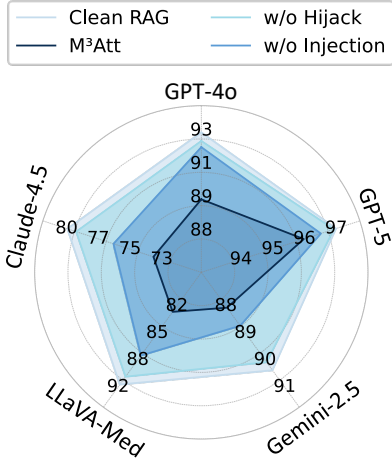 Clean RAG w/o Hijack
M³Att w/o Injection
GPT-4o
93
91
89
88
Claude-4.5
80
77
75
73
GPT-5
97
96
95
94
82
85
88
92
LLaVA-Med
88
89
90
91
Gemini-2.5